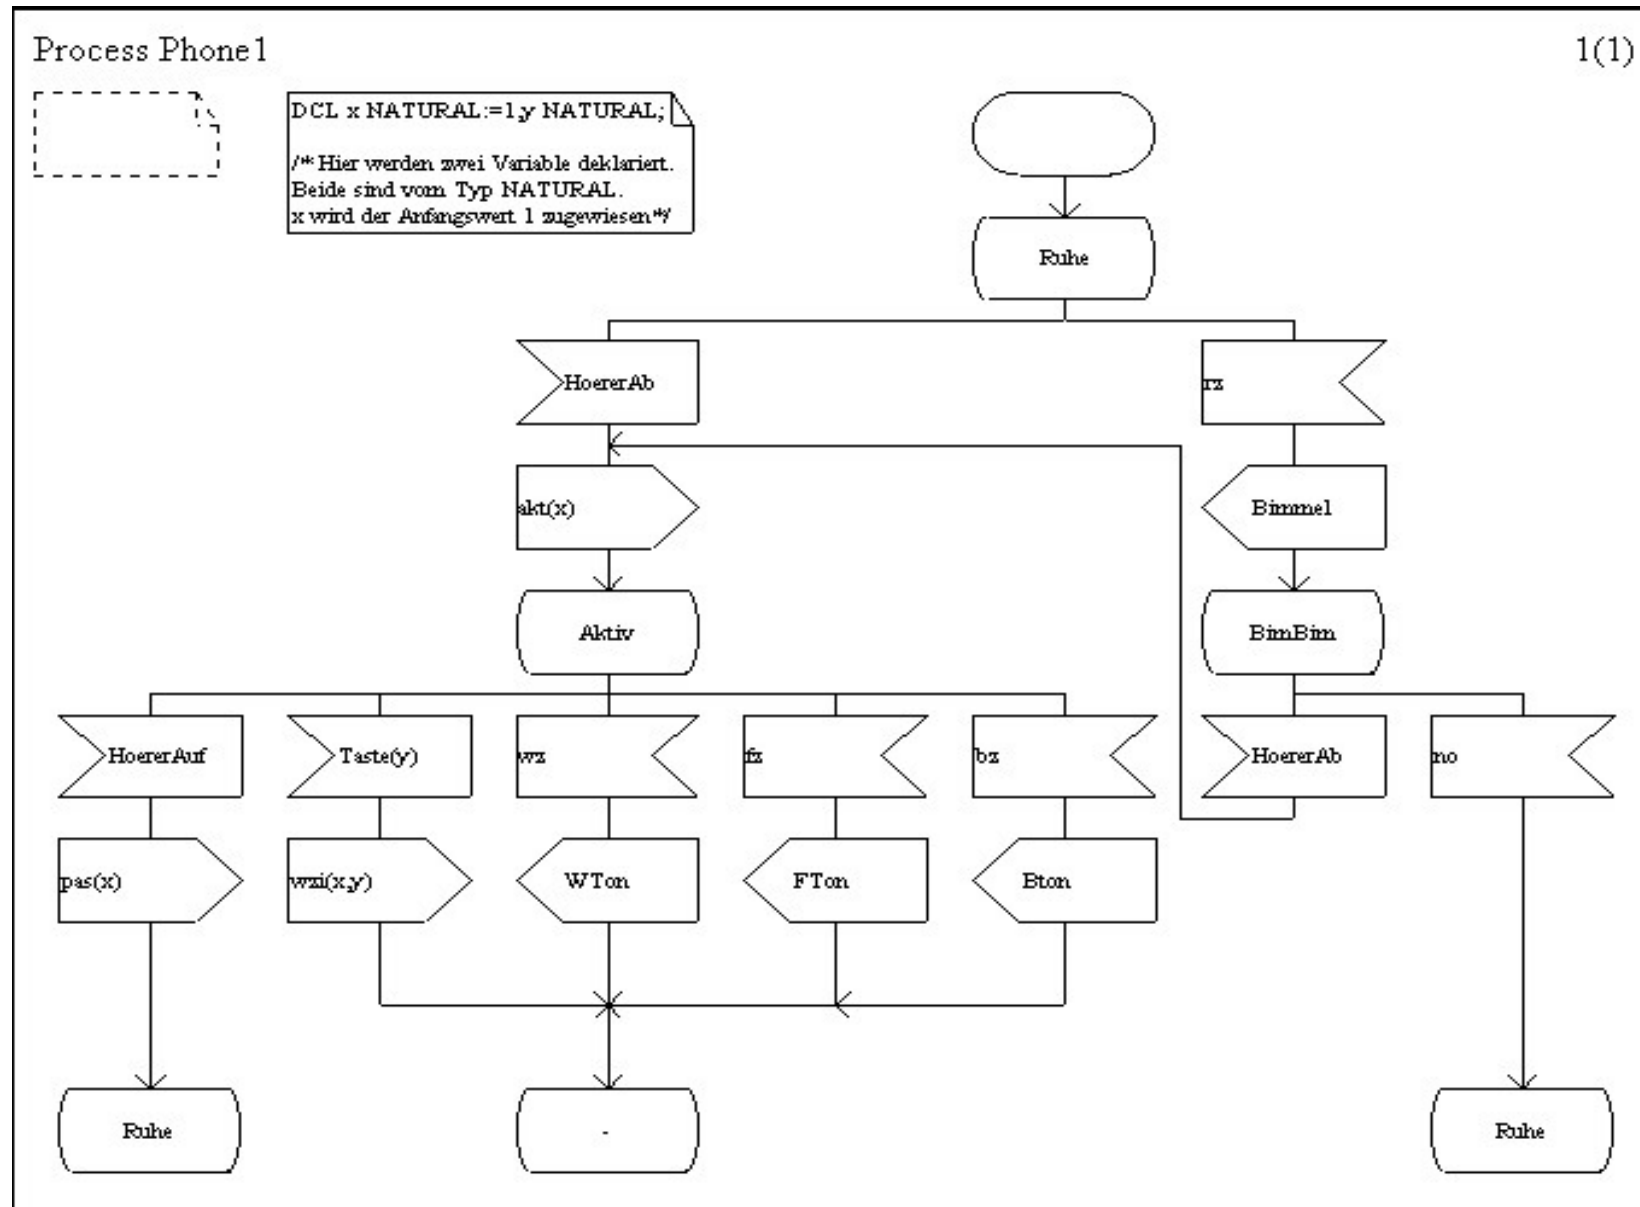 Process Phone1
1(1)
DCL x NATURAL:=1,y NATURAL;
/* Hier werden zwei Variable deklariert.
Beide sind vom Typ NATURAL.
x wird der Anfangswert 1 zugewiesen*/
Ruhe
HoererAb
rz
akt(x)
Bimmel
Aktiv
BimBim
HoererAuf
Taste(y)
wz
fz
bz
HoererAb
no
pas(x)
wzi(x,y)
WTon
FTon
Bton
Ruhe
-
Ruhe